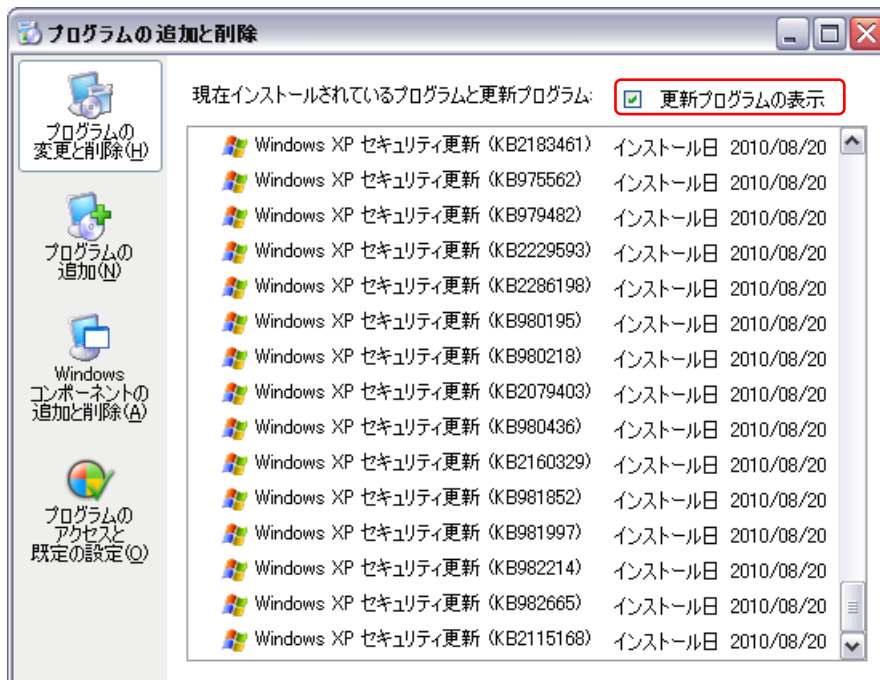 プログラムの追加と削除
現在インストールされているプログラムと更新プログラム:
更新プログラムの表示
プログラムの
変更と削除(H)
プログラムの
追加(N)
Windows
コンポーネントの
追加と削除(A)
プログラムの
アクセスと
既定の設定(O)
Windows XP セキュリティ更新 (KB2183461) インストール日 2010/08/20
Windows XP セキュリティ更新 (KB975562) インストール日 2010/08/20
Windows XP セキュリティ更新 (KB979482) インストール日 2010/08/20
Windows XP セキュリティ更新 (KB2229593) インストール日 2010/08/20
Windows XP セキュリティ更新 (KB2286198) インストール日 2010/08/20
Windows XP セキュリティ更新 (KB980195) インストール日 2010/08/20
Windows XP セキュリティ更新 (KB980218) インストール日 2010/08/20
Windows XP セキュリティ更新 (KB2079403) インストール日 2010/08/20
Windows XP セキュリティ更新 (KB980436) インストール日 2010/08/20
Windows XP セキュリティ更新 (KB2160329) インストール日 2010/08/20
Windows XP セキュリティ更新 (KB981852) インストール日 2010/08/20
Windows XP セキュリティ更新 (KB981997) インストール日 2010/08/20
Windows XP セキュリティ更新 (KB982214) インストール日 2010/08/20
Windows XP セキュリティ更新 (KB982665) インストール日 2010/08/20
Windows XP セキュリティ更新 (KB2115168) インストール日 2010/08/20